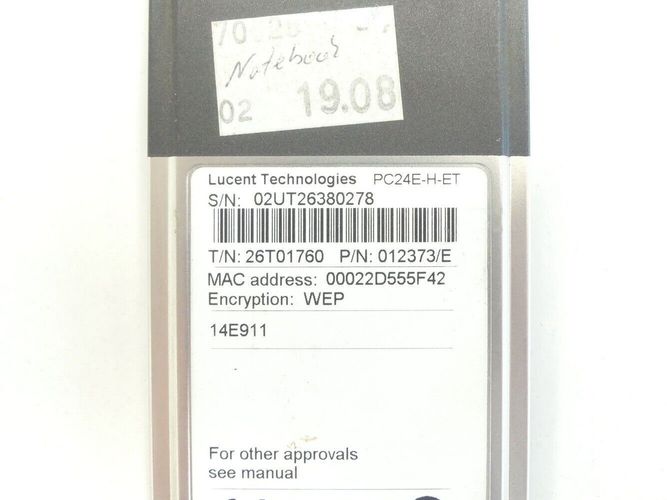 Notebook
02 19.08
Lucent Technologies PC24E-H-ET
S/N: 02UT26380278
T/N: 26T01760 P/N: 012373/E
MAC address: 00022D555F42
Encryption: WEP
14E911
For other approvals
see manual